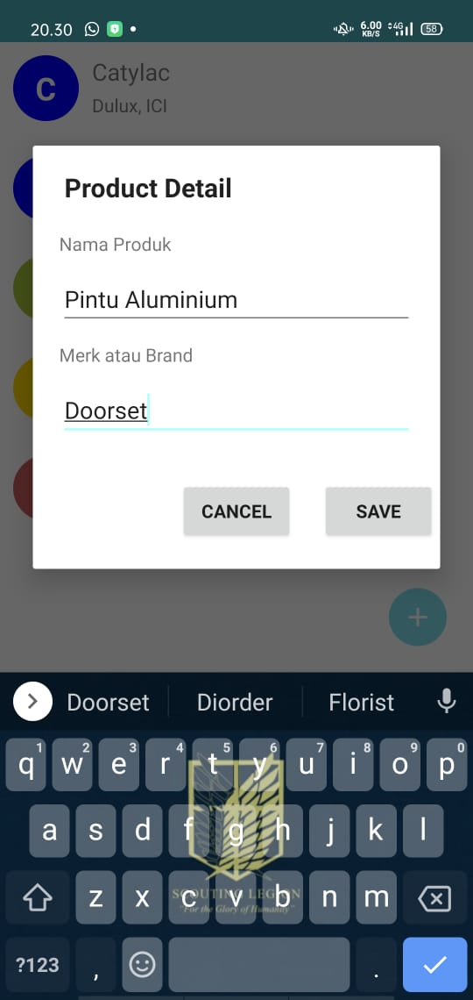 20.30 6.00 KB/S 4G 58
C Catylac
Dulux, ICI
Product Detail
Nama Produk
Pintu Aluminium
Merk atau Brand
Doorset
CANCEL SAVE
+
Doorset Diorder Florist
q1 w2 e3 r4 t5 y6 u7 i8 o9 p0
a s d f g h j k l
z x c v b n m
SCOUTING LEGION
"For the Glory of Humanity"
?123 , .